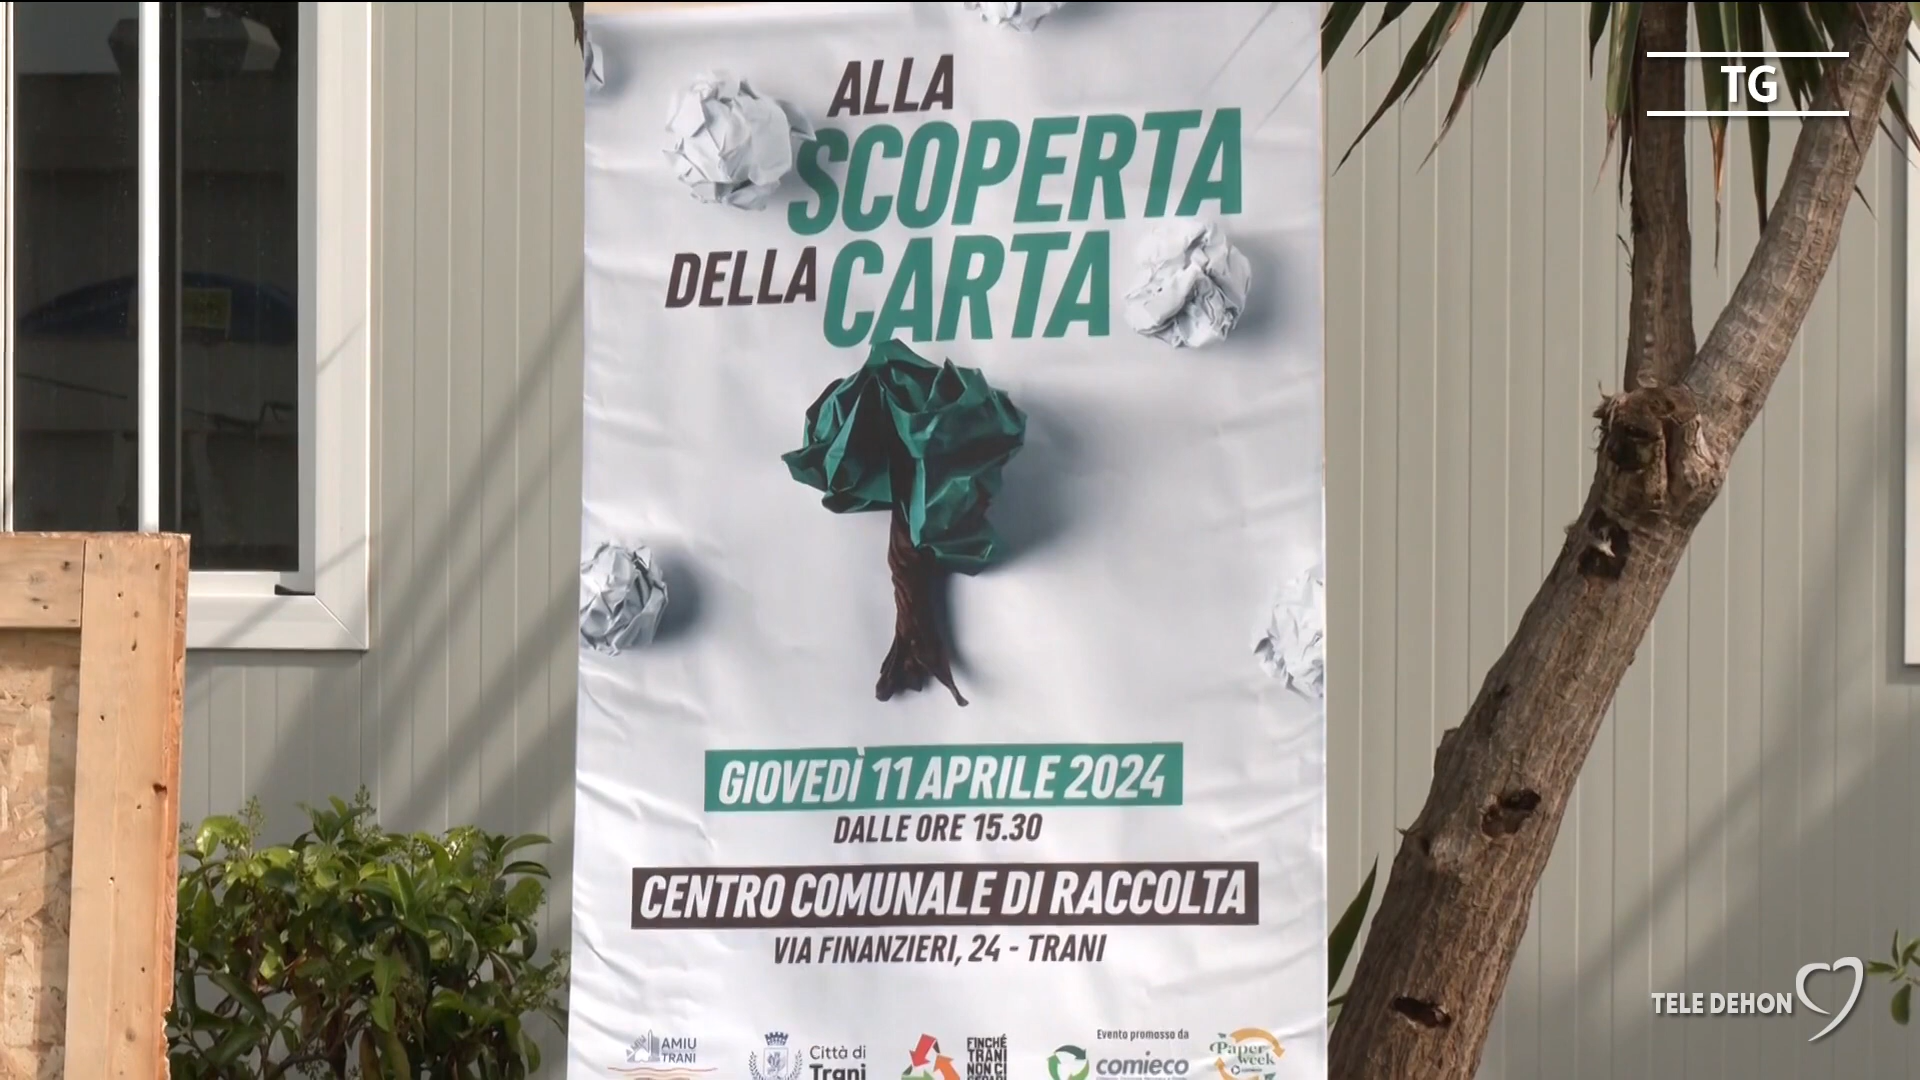 TG
ALLA
SCOPERTA
DELLA CARTA
GIOVEDÌ 11 APRILE 2024
DALLE ORE 15.30
CENTRO COMUNALE DI RACCOLTA
VIA FINANZIERI, 24 - TRANI
AMIU
TRANI
Città di
Trani
FINCHÉ
TRANI
NON CI
Evento promosso da
comieco
Paper
week
TELE DEHON